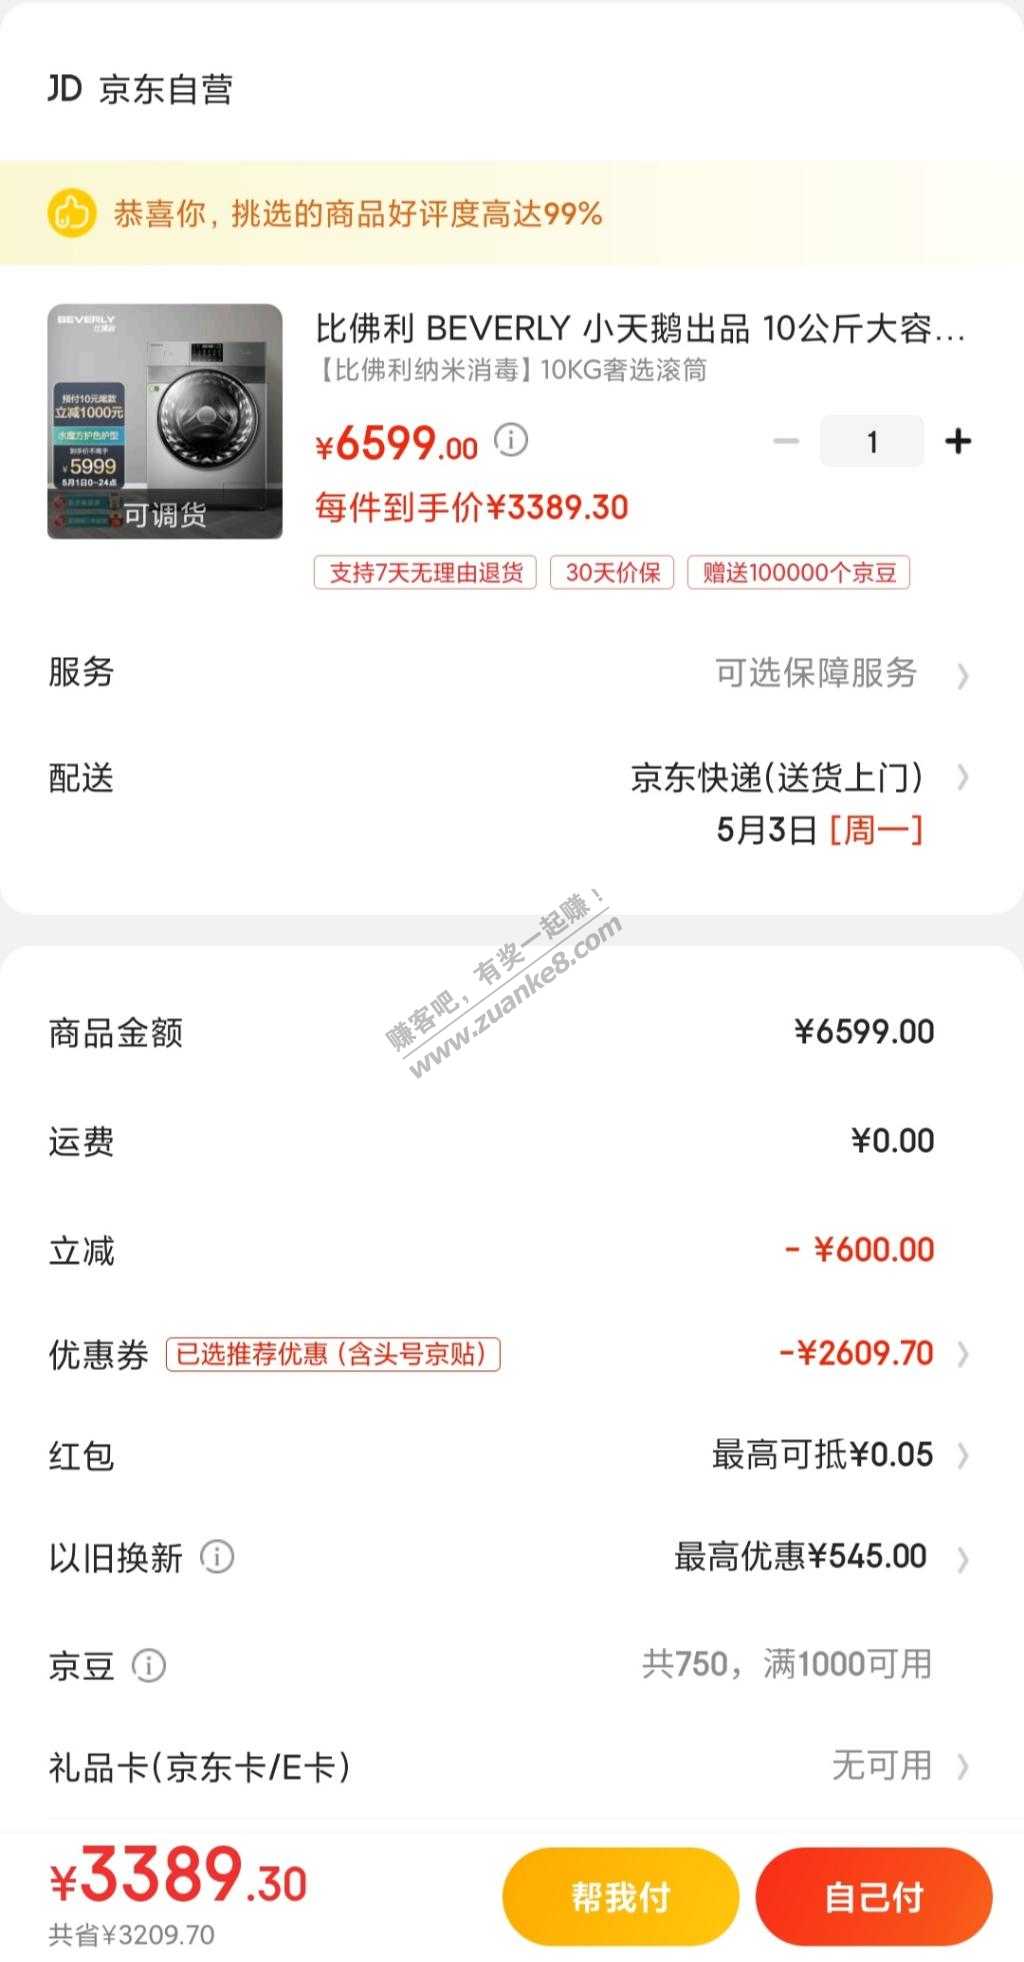 JD 京东自营
恭喜你，挑选的商品好评度高达99%
BEVERLY
比佛利
预付10元尾款
立减1000元
水魔方护色护型
到手价不高于
¥5999
5月1日0~24点
可调货
比佛利 BEVERLY 小天鹅出品 10公斤大容...
【比佛利纳米消毒】10KG奢选滚筒
¥6599.00
1
每件到手价¥3389.30
支持7天无理由退货 30天价保 赠送100000个京豆
服务 可选保障服务
配送 京东快递(送货上门)
5月3日 [周一]
赚客吧，有奖一起赚！
www.zuanke8.com
商品金额 ¥6599.00
运费 ¥0.00
立减 - ¥600.00
优惠券 已选推荐优惠 (含头号京贴) -¥2609.70
红包 最高可抵¥0.05
以旧换新 最高优惠¥545.00
京豆 共750，满1000可用
礼品卡(京东卡/E卡) 无可用
¥3389.30
共省¥3209.70
帮我付
自己付